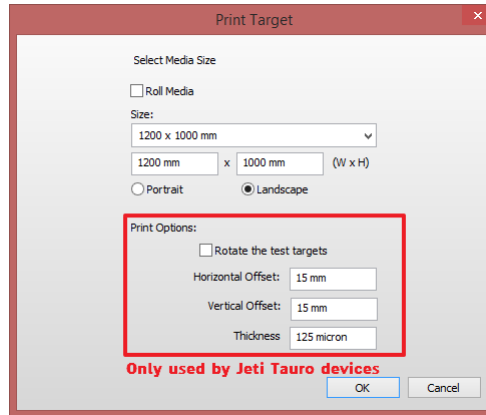 Print Target
Select Media Size
Roll Media
Size:
1200 x 1000 mm
1200 mm x 1000 mm (W x H)
Portrait Landscape
Print Options:
Rotate the test targets
Horizontal Offset: 15 mm
Vertical Offset: 15 mm
Thickness 125 micron
Only used by Jeti Tauro devices
OK Cancel